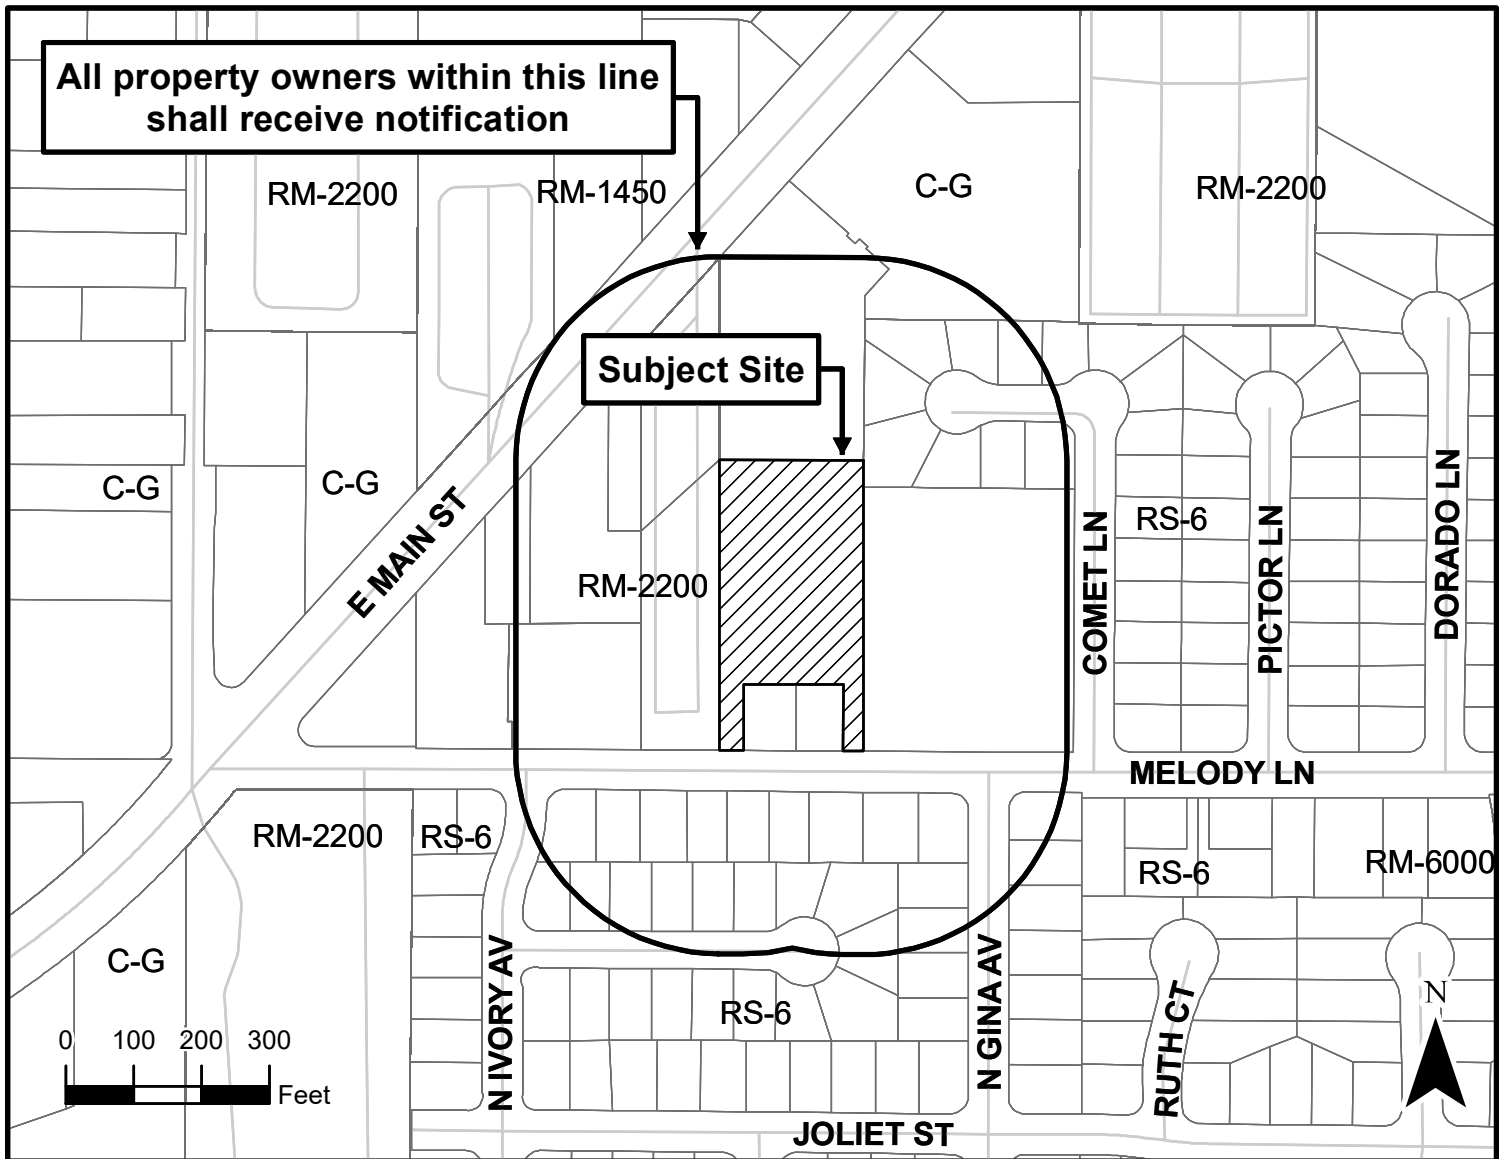 All property owners within this line
shall receive notification
RM-2200
RM-1450
C-G
RM-2200
Subject Site
C-G
C-G
E MAIN ST
RM-2200
COMET LN
RS-6
PICTOR LN
DORADO LN
MELODY LN
RM-2200
RS-6
RS-6
RM-6000
C-G
N IVORY AV
RS-6
N GINA AV
RUTH CT
N
0 100 200 300
Feet
JOLIET ST